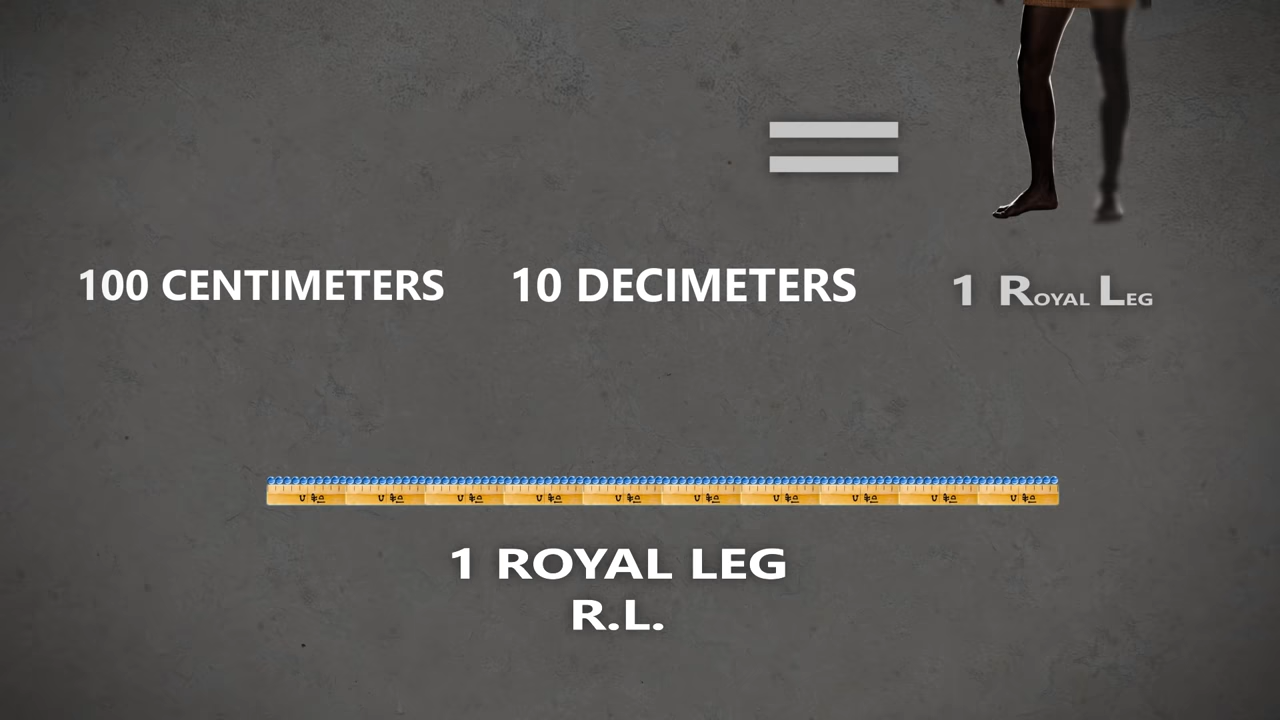 100 CENTIMETERS
10 DECIMETERS
1 ROYAL LEG
1 ROYAL LEG
R.L.